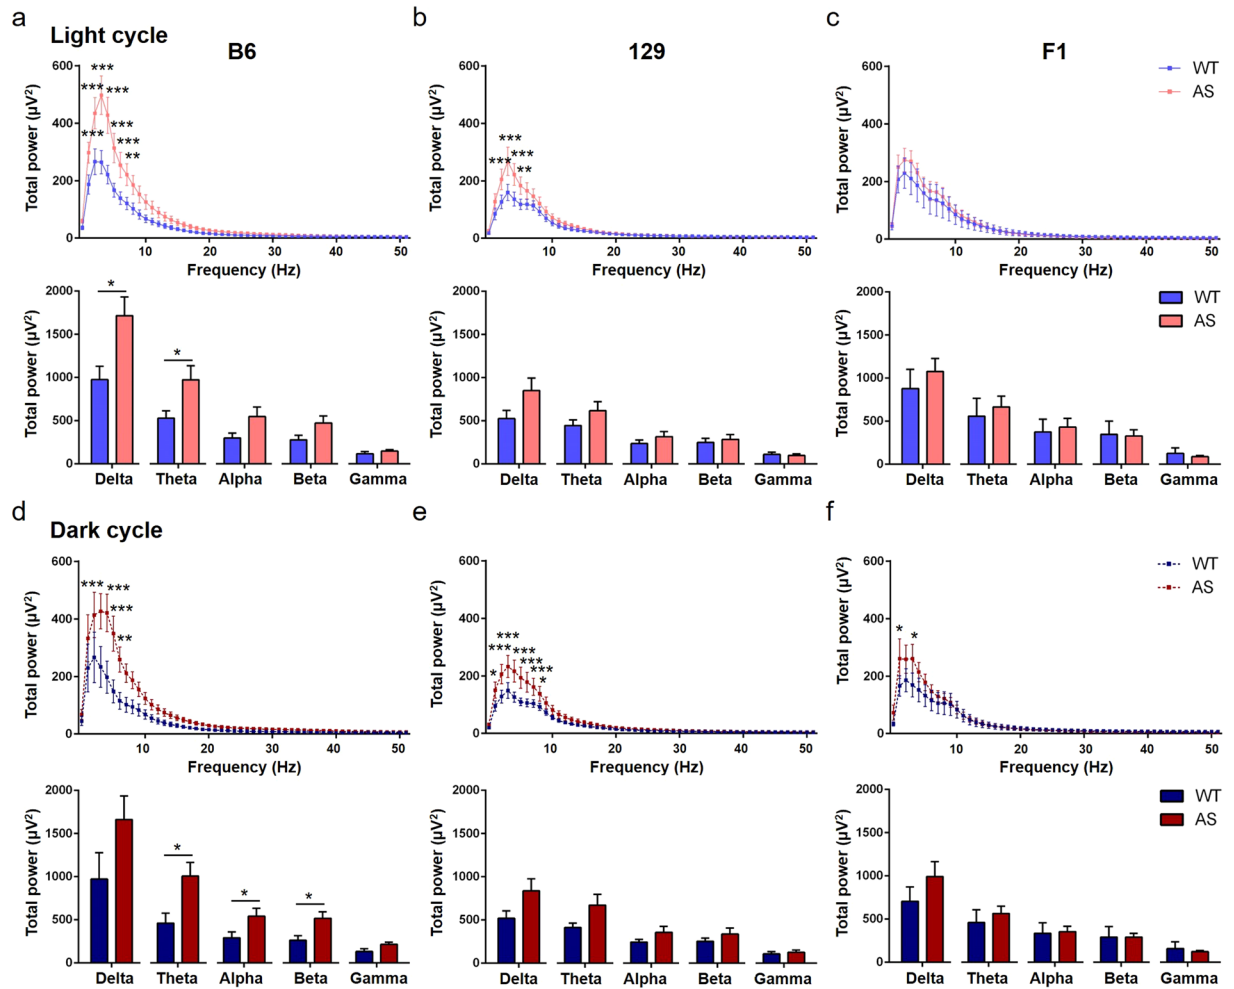 a
b
c
Light cycle
B6
129
F1
Total power (µV²)
600
400
200
0
10
20
30
40
50
Frequency (Hz)
***
***
***
***
***
***
**
Total power (µV²)
600
400
200
0
10
20
30
40
50
Frequency (Hz)
***
***
***
**
Total power (µV²)
600
400
200
0
10
20
30
40
50
Frequency (Hz)
WT
AS
Total power (µV²)
2000
1500
1000
500
0
*
*
Delta Theta Alpha Beta Gamma
Total power (µV²)
2000
1500
1000
500
0
Delta Theta Alpha Beta Gamma
Total power (µV²)
2000
1500
1000
500
0
Delta Theta Alpha Beta Gamma
WT
AS
d
e
f
Dark cycle
Total power (µV²)
600
400
200
0
10
20
30
40
50
Frequency (Hz)
***
***
***
**
Total power (µV²)
600
400
200
0
10
20
30
40
50
Frequency (Hz)
***
***
***
***
***
*
*
Total power (µV²)
600
400
200
0
10
20
30
40
50
Frequency (Hz)
*
*
WT
AS
Total power (µV²)
2000
1500
1000
500
0
*
*
*
Delta Theta Alpha Beta Gamma
Total power (µV²)
2000
1500
1000
500
0
Delta Theta Alpha Beta Gamma
Total power (µV²)
2000
1500
1000
500
0
Delta Theta Alpha Beta Gamma
WT
AS